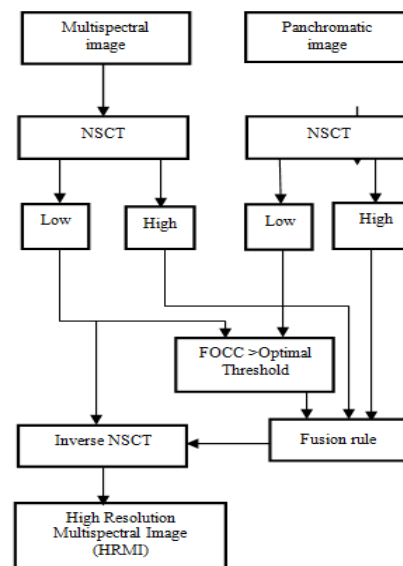 Multispectral
image
Panchromatic
image
NSCT
NSCT
Low
High
Low
High
FOCC >Optimal
Threshold
Inverse NSCT
Fusion rule
High Resolution
Multispectral Image
(HRMI)